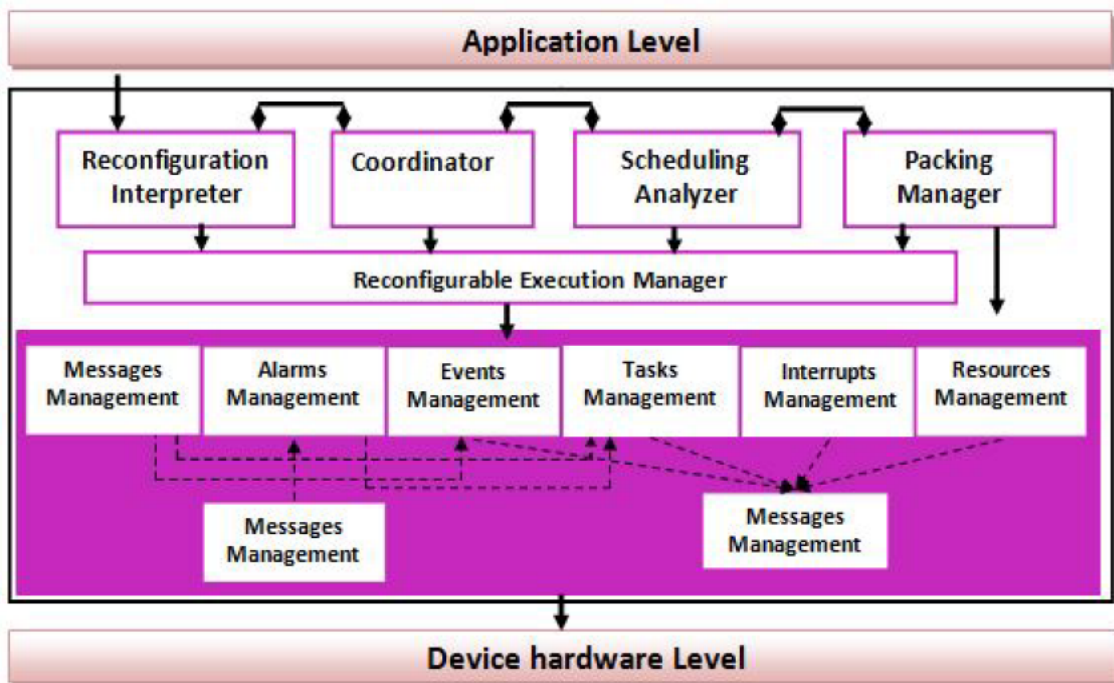 Application Level
Reconfiguration
Interpreter
Coordinator
Scheduling
Analyzer
Packing
Manager
Reconfigurable Execution Manager
Messages
Management
Alarms
Management
Events
Management
Tasks
Management
Interrupts
Management
Resources
Management
Messages
Management
Messages
Management
Device hardware Level